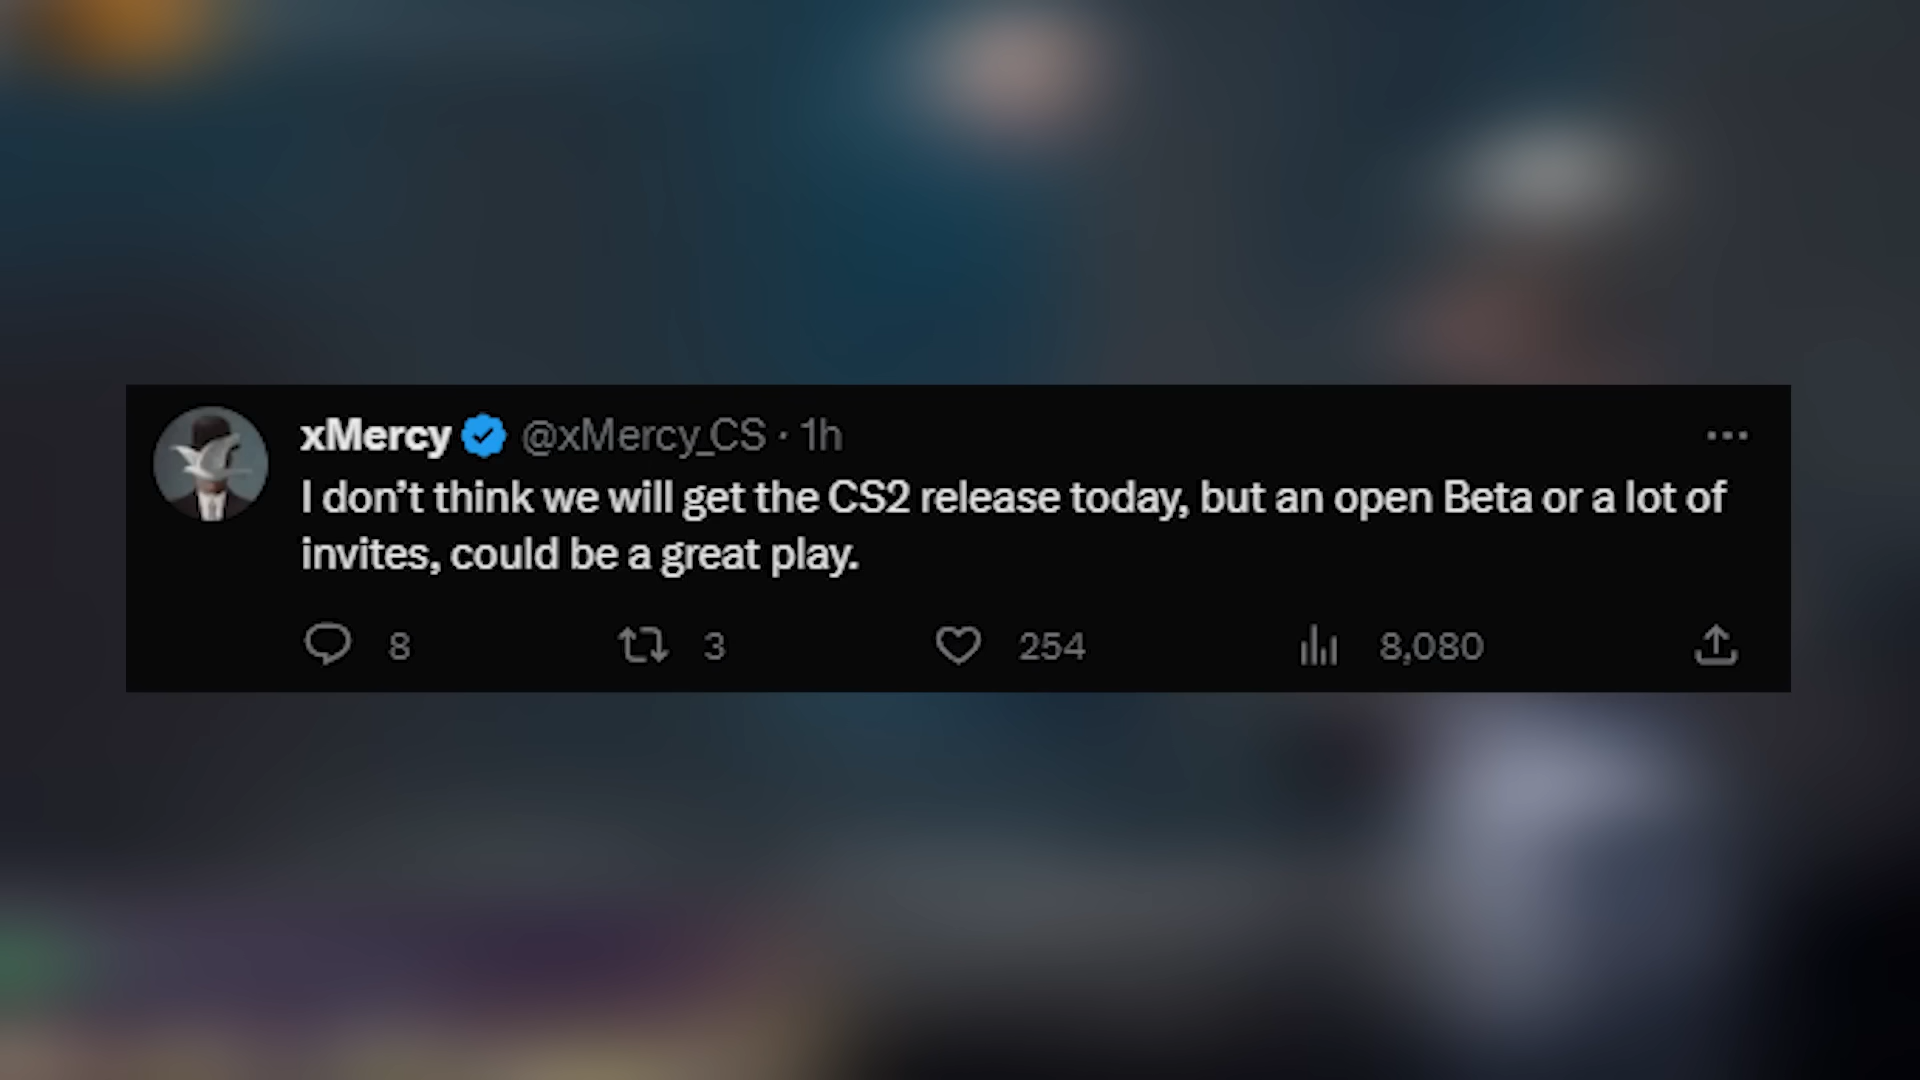 xMercy @xMercy_CS · 1h
I don’t think we will get the CS2 release today, but an open Beta or a lot of
invites, could be a great play.
8 3 254 8,080